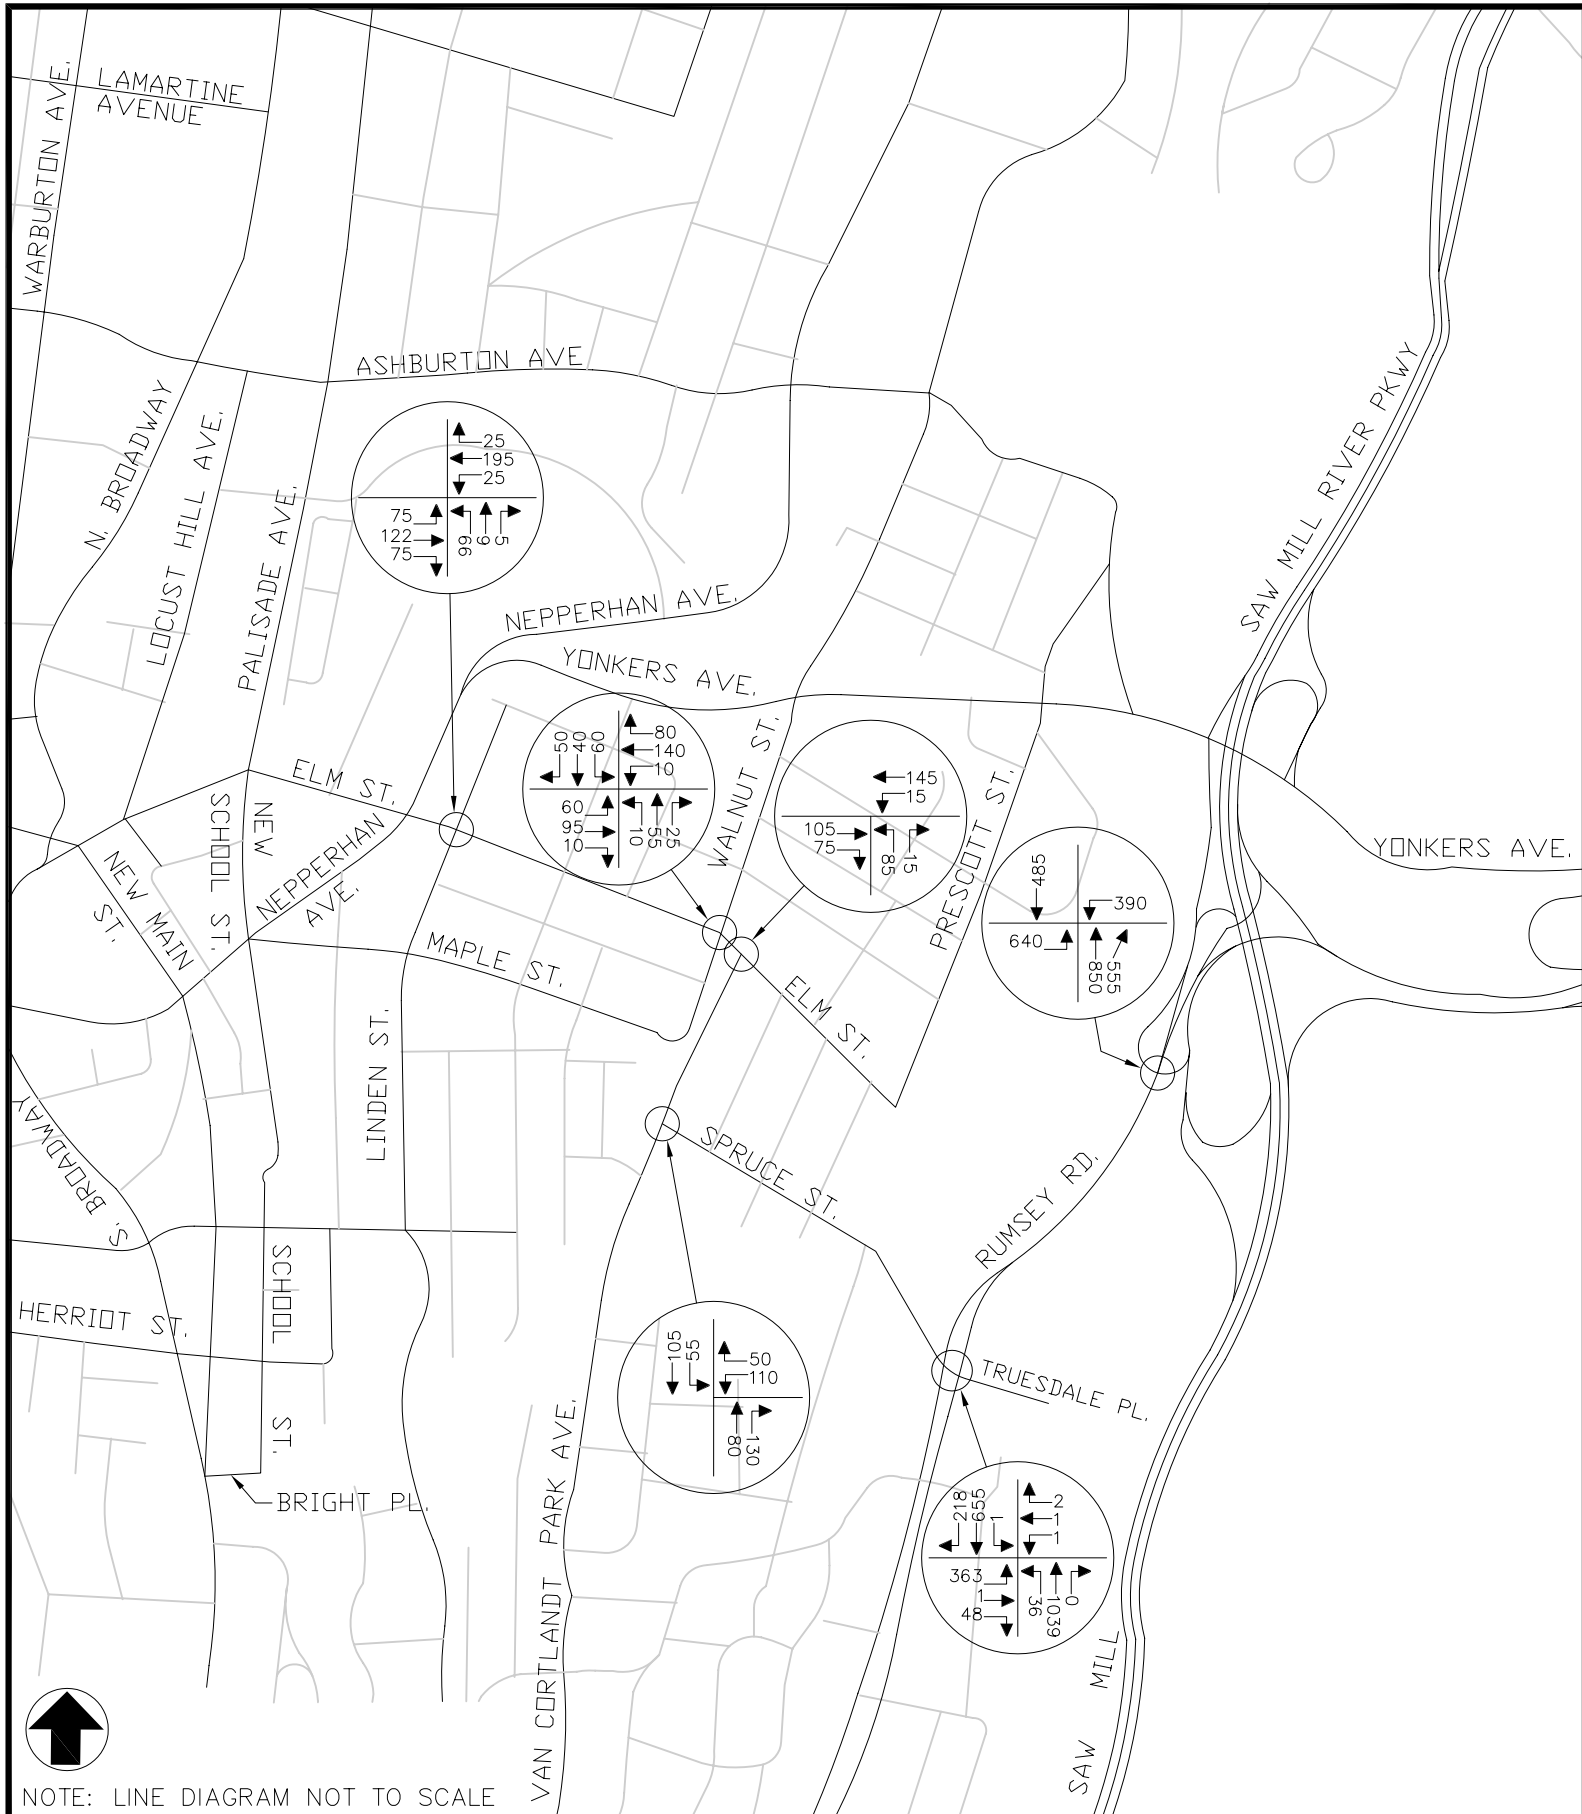 WARBURTON AVE.
LAMARTINE
AVENUE
ASHBURTON AVE
N. BROADWAY
LOCUST HILL AVE.
PALISADE AVE.
SAW MILL RIVER PKWY
25
195
25
75
122
75
66
9
5
NEPPERHAN AVE.
YONKERS AVE.
ELM ST.
50
40
60
80
140
10
60
95
10
10
55
25
WALNUT ST.
145
15
105
75
85
15
PRESCOTT ST.
485
390
640
850
555
YONKERS AVE.
NEW
SCHOOL ST.
NEPPERHAN
AVE.
NEW MAIN
ST.
MAPLE ST.
ELM ST.
LINDEN ST.
S. BROADWAY
SPRUCE ST.
RUMSEY RD.
HERRIOT ST.
SCHOOL
ST.
105
55
50
110
80
130
TRUESDALE PL.
BRIGHT PL.
VAN CORTLANDT PARK AVE.
218
655
1
2
1
1
363
1
48
36
1039
0
SAW MILL
NOTE: LINE DIAGRAM NOT TO SCALE